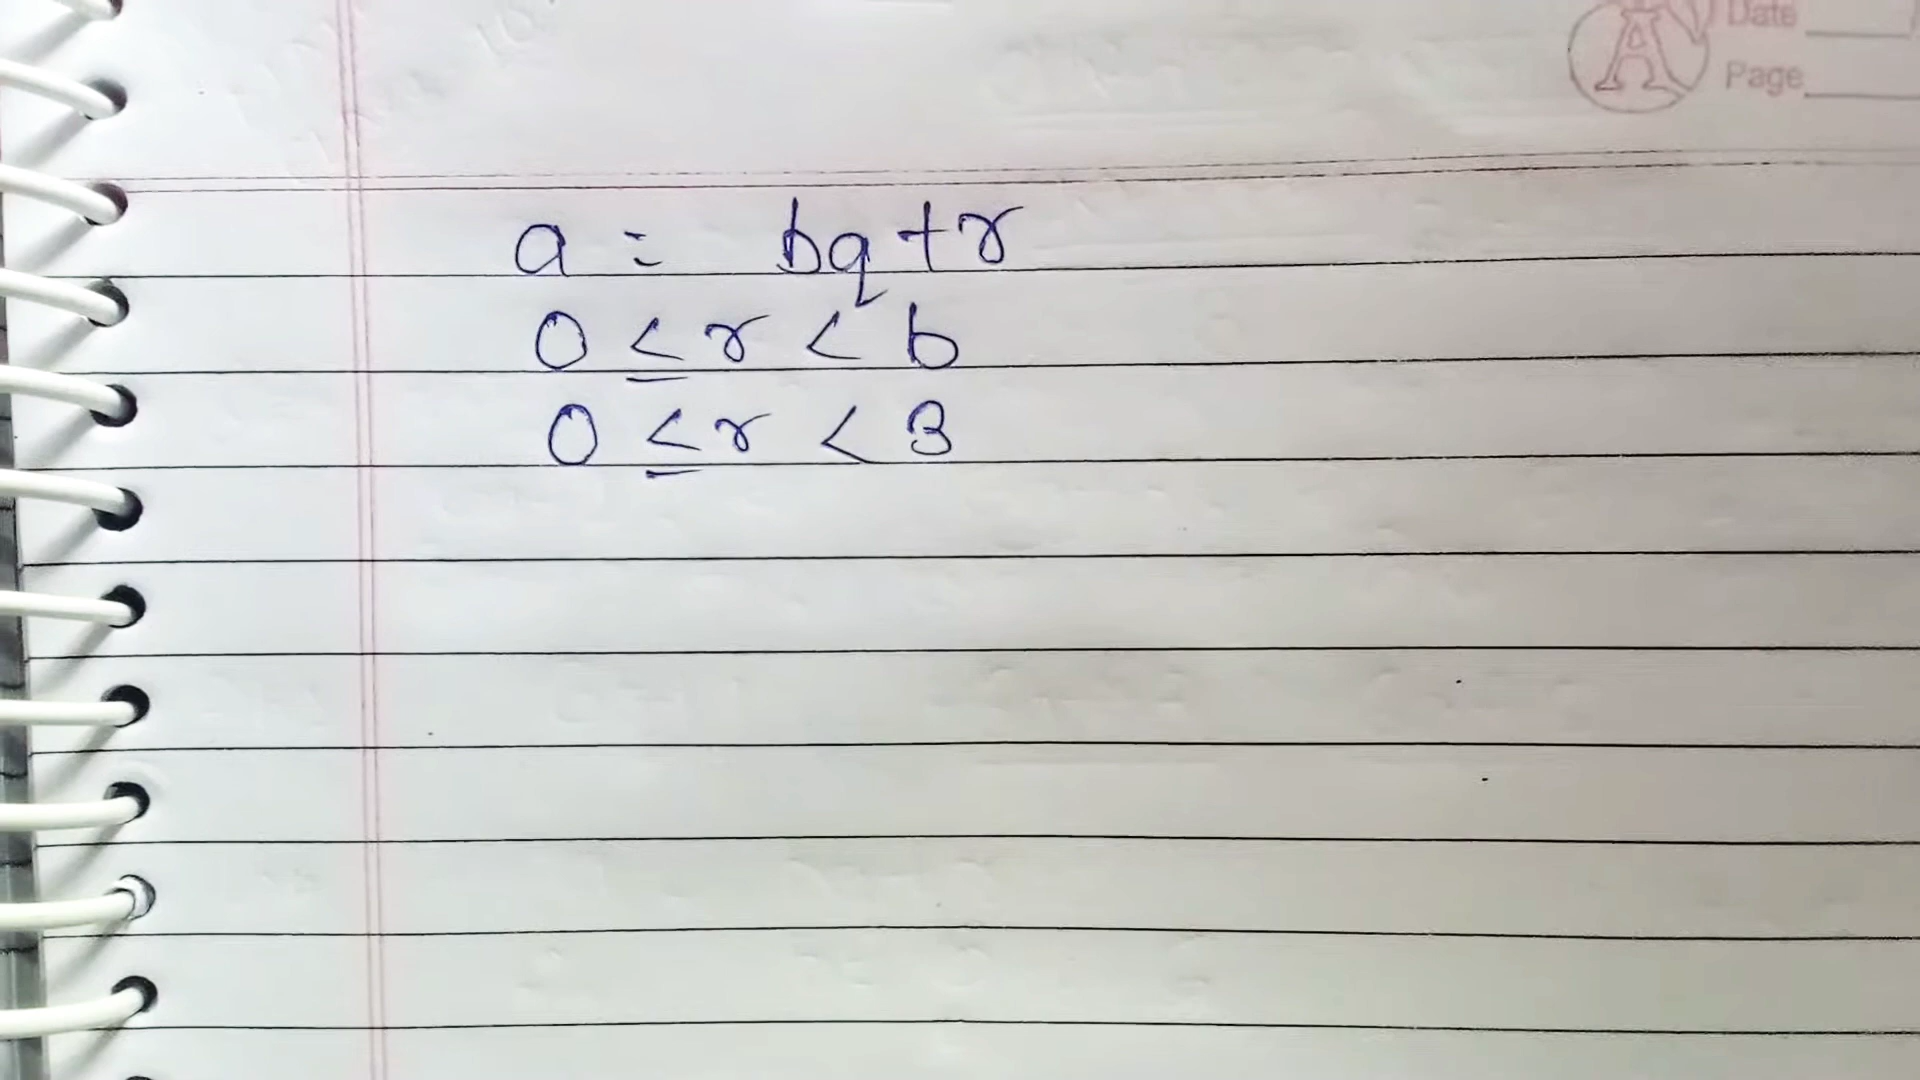 Date
Page
a = bq + r
0 ≤ r < b
0 ≤ r < 3